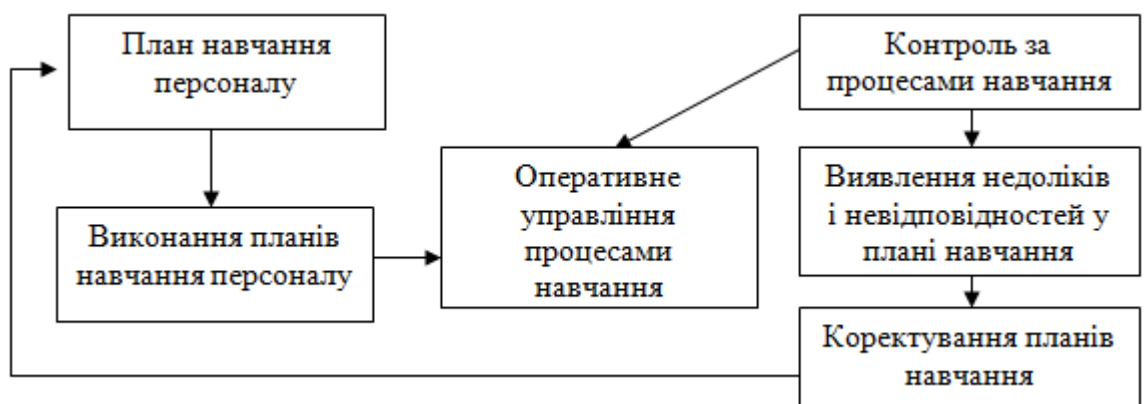 План навчання
персоналу
Виконання планів
навчання персоналу
Оперативне
управління
процесами
навчання
Контроль за
процесами навчання
Виявлення недоліків
і невідповідностей у
плані навчання
Коректування планів
навчання